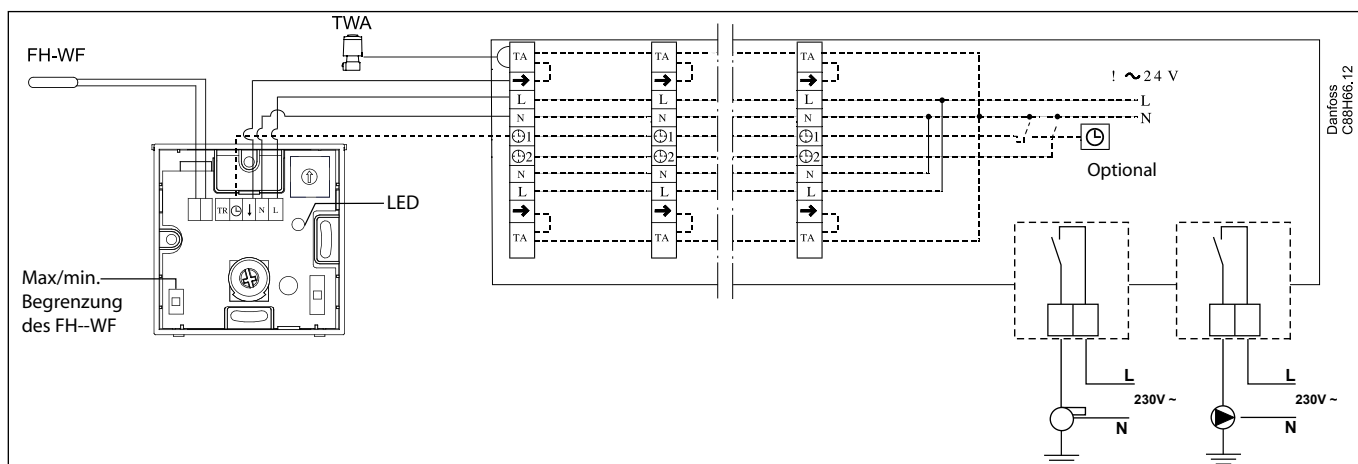 FH-WF
TWA
TR N L
LED
Max/min.
Begrenzung
des FH--WF
TA TA TA
L L L
N N N
1 1 1
2 2 2
N N N
L L L
TA TA TA
! ~24 V
L
N
Optional
Danfoss
C88H66.12
L
230V ~
N
L
230V ~
N